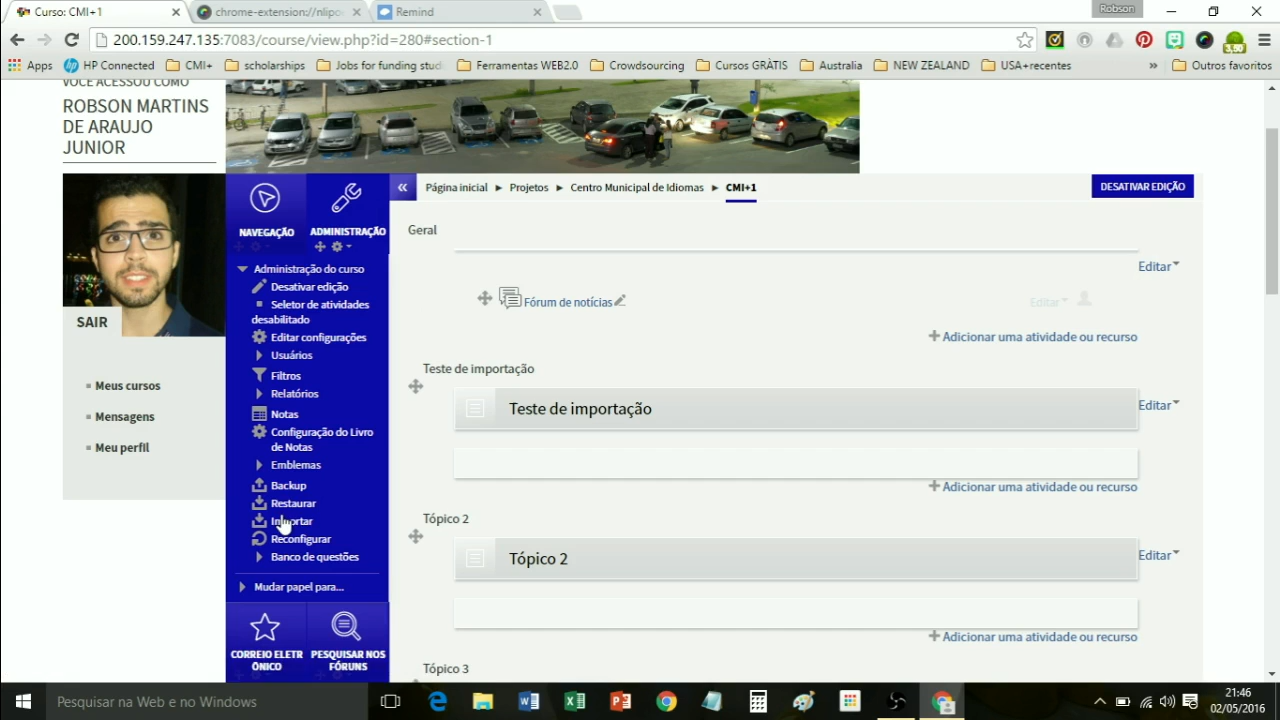 Curso: CMI+1
chrome-extension://nlipo
Remind
Robson
200.159.247.135:7083/course/view.php?id=280#section-1
3.50
Apps
HP Connected
CMI+
scholarships
Jobs for funding stud
Ferramentas WEB2.0
Crowdsourcing
Cursos GRÁTIS
Australia
NEW ZEALAND
USA+recentes
»
Outros favoritos
VOCÊ ACESSOU COMO
ROBSON MARTINS
DE ARAUJO
JUNIOR
SAIR
Meus cursos
Mensagens
Meu perfil
NAVEGAÇÃO
ADMINISTRAÇÃO
Administração do curso
Desativar edição
Seletor de atividades
desabilitado
Editar configurações
Usuários
Filtros
Relatórios
Notas
Configuração do Livro
de Notas
Emblemas
Backup
Restaurar
Importar
Reconfigurar
Banco de questões
Mudar papel para...
CORREIO ELETR
ÔNICO
PESQUISAR NOS
FÓRUNS
«
Página inicial ► Projetos ► Centro Municipal de Idiomas ► CMI+1
DESATIVAR EDIÇÃO
Geral
Editar
Fórum de notícias
Editar
Adicionar uma atividade ou recurso
Teste de importação
Teste de importação
Editar
Adicionar uma atividade ou recurso
Tópico 2
Tópico 2
Editar
Adicionar uma atividade ou recurso
Tópico 3
Pesquisar na Web e no Windows
21:46
02/05/2016